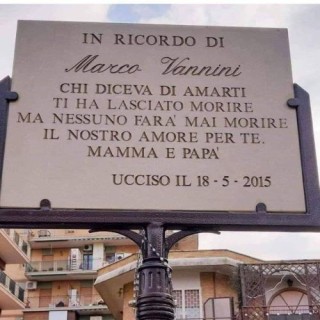 IN RICORDO DI
Marco Vannini
CHI DICEVA DI AMARTI
TI HA LASCIATO MORIRE
MA NESSUNO FARA' MAI MORIRE
IL NOSTRO AMORE PER TE.
MAMMA E PAPA'
UCCISO IL 18 - 5 - 2015